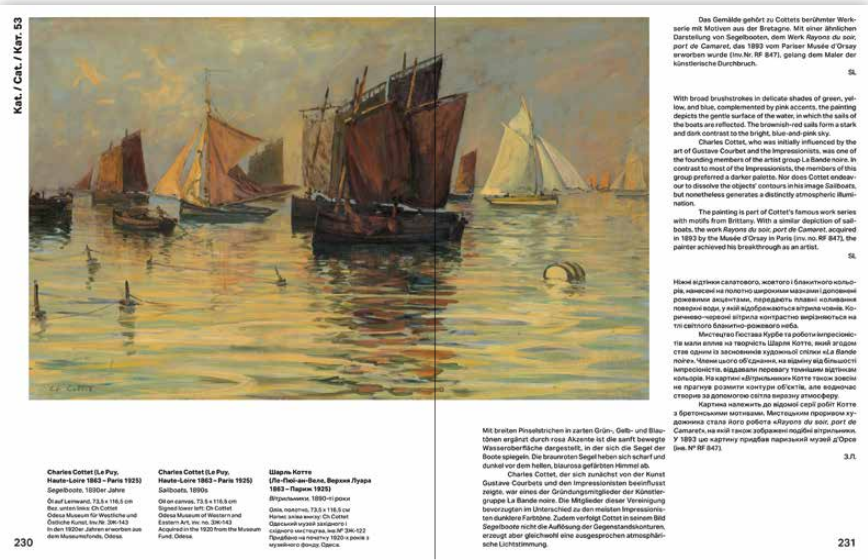 Kat. / Cat. / Кат. 53
Charles Cottet (Le Puy,
Haute-Loire 1863 – Paris 1925)
Segelboote, 1890er Jahre
Öl auf Leinwand, 73,5 x 116,5 cm
Bez. unten links: Ch Cottet
Odesa Museum für Westliche und
Östliche Kunst, Inv. Nr. ЗЖ-143
In den 1920er Jahren erworben aus
dem Museumsfonds, Odesa.
230
Charles Cottet (Le Puy,
Haute-Loire 1863 – Paris 1925)
Sailboats, 1890s
Oil on canvas, 73.5 x 116.5 cm
Signed lower left: Ch Cottet
Odesa Museum of Western and
Eastern Art, inv. no. ЗЖ-143
Acquired in the 1920 from the Museum
Fund, Odesa.
Шарль Котте
(Ле-Пюї-ан-Веле, Верхня Луара
1863 – Париж 1925)
Вітрильники, 1890-ті роки
Олія, полотно, 73,5 x 116,5 см
Напис зліва внизу: Ch Cottet
Одеський музей західного і
східного мистецтва, інв № ЗЖ-122
Придбано на початку 1920-х років з
музейного фонду, Одеса.
Mit breiten Pinselstrichen in zarten Grün-, Gelb- und Blau-
tönen ergänzt durch rosa Akzente ist die sanft bewegte
Wasseroberfläche dargestellt, in der sich die Segel der
Boote spiegeln. Die braunroten Segel heben sich scharf und
dunkel vor dem hellen, blaurosa gefärbten Himmel ab.
Charles Cottet, der sich zunächst von der Kunst
Gustave Courbets und den Impressionisten beeinflusst
zeigte, war eines der Gründungsmitglieder der Künstler-
gruppe La Bande noire. Die Mitglieder dieser Vereinigung
bevorzugten im Unterschied zu den meisten Impressionis-
ten dunklere Farbtöne. Zudem verfolgt Cottet in seinem Bild
Segelboote nicht die Auflösung der Gegenstandskonturen,
erzeugt aber gleichwohl eine ausgesprochen atmosphäri-
sche Lichtstimmung.
Das Gemälde gehört zu Cottets berühmter Werk-
serie mit Motiven aus der Bretagne. Mit einer ähnlichen
Darstellung von Segelbooten, dem Werk Rayons du soir,
port de Camaret, das 1893 vom Pariser Musée d'Orsay
erworben wurde (Inv. Nr. RF 847), gelang dem Maler der
künstlerische Durchbruch.
SL
With broad brushstrokes in delicate shades of green, yel-
low, and blue, complemented by pink accents, the painting
depicts the gentle surface of the water, in which the sails of
the boats are reflected. The brownish-red sails form a stark
and dark contrast to the bright, blue-and-pink sky.
Charles Cottet, who was initially influenced by the
art of Gustave Courbet and the Impressionists, was one of
the founding members of the artist group La Bande noire. In
contrast to most of the Impressionists, the members of this
group preferred a darker palette. Nor does Cottet endeav-
our to dissolve the objects' contours in his image Sailboats,
but nonetheless generates a distinctly atmospheric illumi-
nation.
The painting is part of Cottet's famous work series
with motifs from Brittany. With a similar depiction of sail-
boats, the work Rayons du soir, port de Camaret, acquired
in 1893 by the Musée d'Orsay in Paris (inv. no. RF 847), the
painter achieved his breakthrough as an artist.
SL
Ніжні відтінки салатового, жовтого і блакитного кольо-
рів, нанесені на полотно широкими мазками і доповнені
рожевими акцентами, передають плавні коливання
поверхні води, у якій відображаються вітрила човнів. Ко-
ричнево-червоні вітрила контрастно вирізняються на
тлі світлого блакитно-рожевого неба.
Мистецтво Гюстава Курбе та роботи імпресіоніс-
тів мали вплив на творчість Шарля Котте, який згодом
став одним із засновників художньої спілки «La Bande
noire». Члени цього об'єднання, на відміну від більшості
імпресіоністів, віддавали перевагу темнішим відтінкам
кольорів. На картині «Вітрильники» Котте також зовсім
не прагнув розмити контури об'єктів, але водночас
створив за допомогою світла виразну атмосферу.
Картина належить до відомої серії робіт Котте
з бретонськими мотивами. Мистецьким проривом ху-
дожника стала його робота «Rayons du soir, port de
Camaret», на якій також зображені подібні вітрильники.
У 1893 цю картину придбав паризький музей д'Орсе
(інв. № RF 847).
З.Л.
231